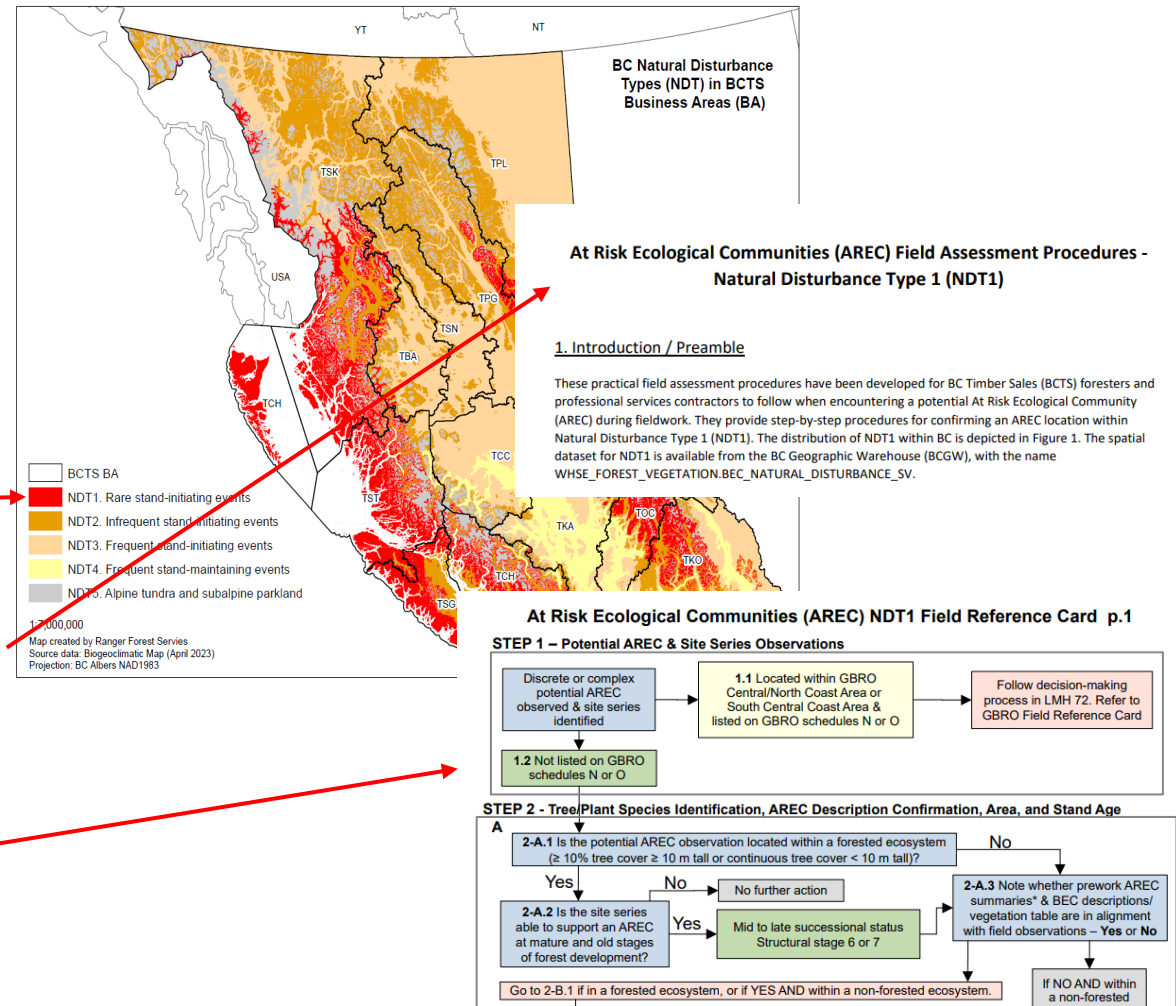 YT
NT
BC Natural Disturbance
Types (NDT) in BCTS
Business Areas (BA)
TPL
TSK
USA
TPG
TSN
TBA
TCH
TCC
TST
TKA
TOC
TKO
TCH
TSG
BCTS BA
NDT1. Rare stand-initiating events
NDT2. Infrequent stand-initiating events
NDT3. Frequent stand-initiating events
NDT4. Frequent stand-maintaining events
NDT5. Alpine tundra and subalpine parkland
1:7,000,000
Map created by Ranger Forest Servies
Source data: Biogeoclimatic Map (April 2023)
Projection: BC Albers NAD1983
At Risk Ecological Communities (AREC) Field Assessment Procedures -
Natural Disturbance Type 1 (NDT1)
1. Introduction / Preamble
These practical field assessment procedures have been developed for BC Timber Sales (BCTS) foresters and
professional services contractors to follow when encountering a potential At Risk Ecological Community
(AREC) during fieldwork. They provide step-by-step procedures for confirming an AREC location within
Natural Disturbance Type 1 (NDT1). The distribution of NDT1 within BC is depicted in Figure 1. The spatial
dataset for NDT1 is available from the BC Geographic Warehouse (BCGW), with the name
WHSE_FOREST_VEGETATION.BEC_NATURAL_DISTURBANCE_SV.
At Risk Ecological Communities (AREC) NDT1 Field Reference Card p.1
STEP 1 – Potential AREC & Site Series Observations
Discrete or complex
potential AREC
observed & site series
identified
1.1 Located within GBRO
Central/North Coast Area or
South Central Coast Area &
listed on GBRO schedules N or O
Follow decision-making
process in LMH 72. Refer to
GBRO Field Reference Card
1.2 Not listed on GBRO
schedules N or O
STEP 2 - Tree/Plant Species Identification, AREC Description Confirmation, Area, and Stand Age
A
2-A.1 Is the potential AREC observation located within a forested ecosystem
(≥ 10% tree cover ≥ 10 m tall or continuous tree cover < 10 m tall)?
No
Yes
No
No further action
2-A.2 Is the site series
able to support an AREC
at mature and old stages
of forest development?
Yes
Mid to late successional status
Structural stage 6 or 7
2-A.3 Note whether prework AREC
summaries* & BEC descriptions/
vegetation table are in alignment
with field observations – Yes or No
Go to 2-B.1 if in a forested ecosystem, or if YES AND within a non-forested ecosystem.
If NO AND within
a non-forested